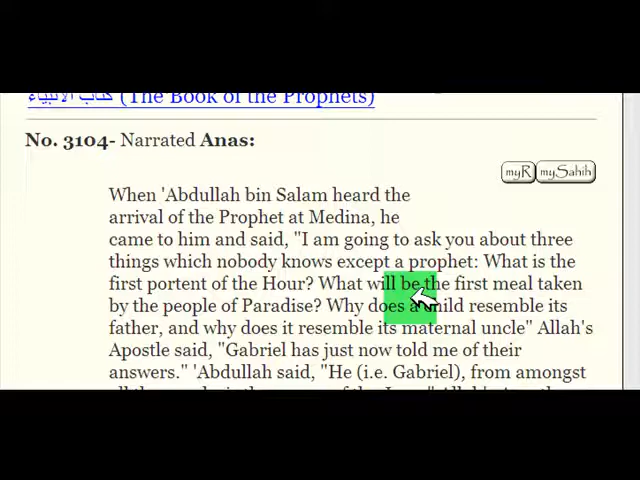 كتاب الانبياء (The Book of the Prophets)
No. 3104- Narrated Anas:
myR mySahih
When 'Abdullah bin Salam heard the
arrival of the Prophet at Medina, he
came to him and said, "I am going to ask you about three
things which nobody knows except a prophet: What is the
first portent of the Hour? What will be the first meal taken
by the people of Paradise? Why does a child resemble its
father, and why does it resemble its maternal uncle" Allah's
Apostle said, "Gabriel has just now told me of their
answers." 'Abdullah said, "He (i.e. Gabriel), from amongst